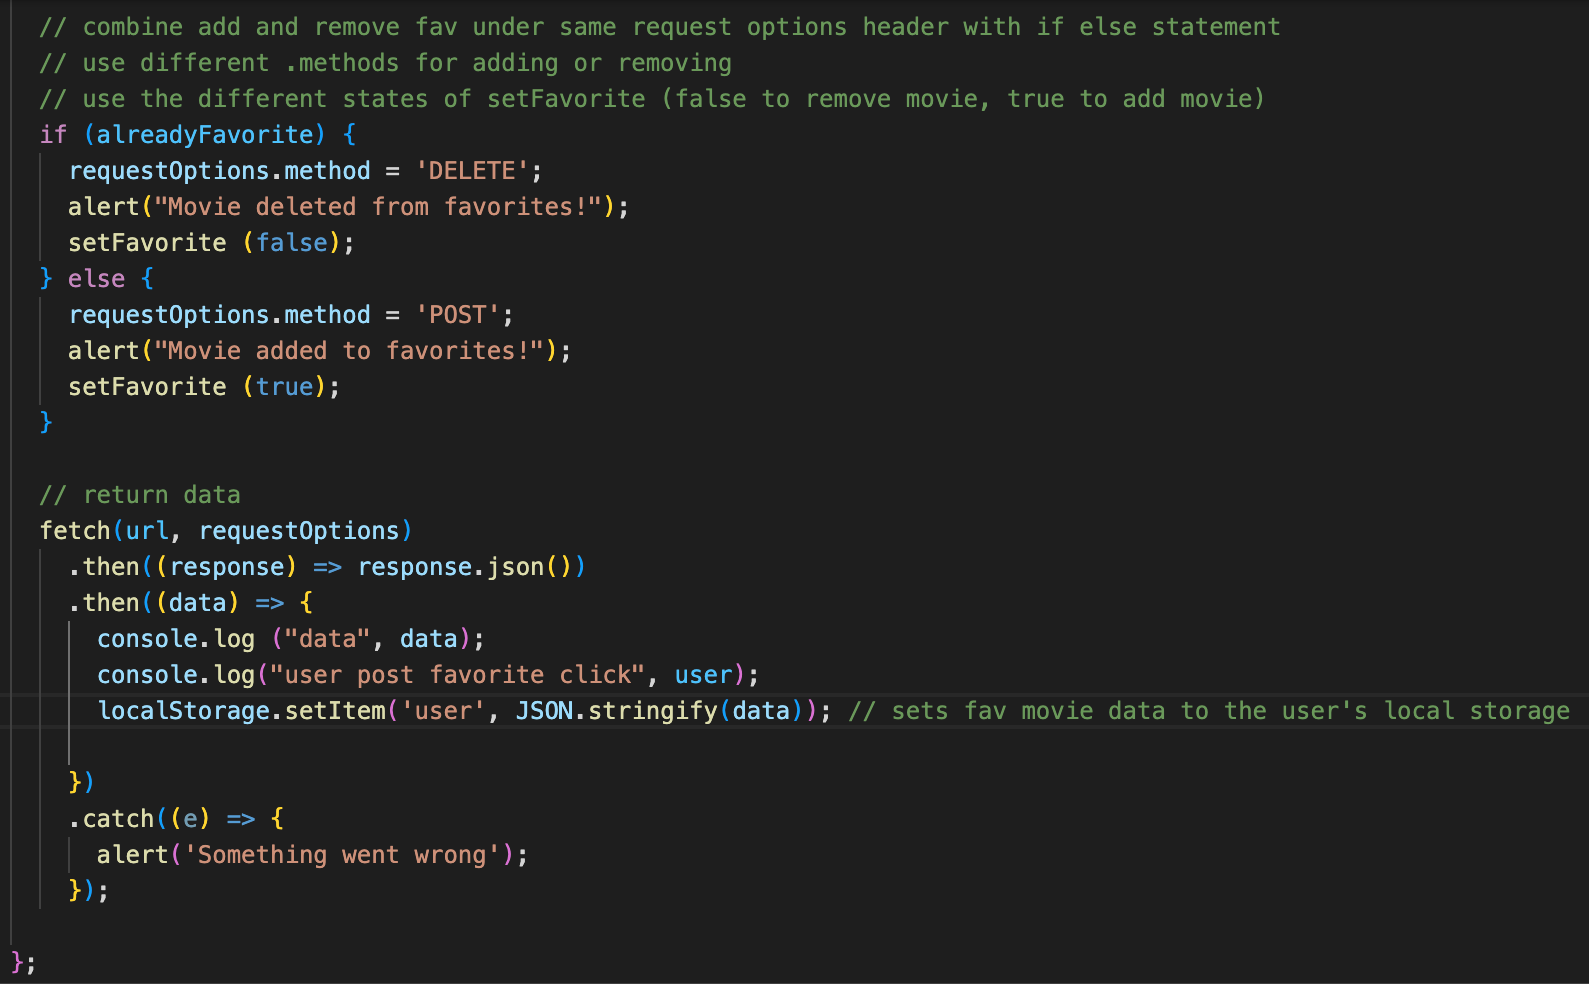 // combine add and remove fav under same request options header with if else statement
// use different .methods for adding or removing
// use the different states of setFavorite (false to remove movie, true to add movie)
if (alreadyFavorite) {
requestOptions.method = 'DELETE';
alert("Movie deleted from favorites!");
setFavorite (false);
} else {
requestOptions.method = 'POST';
alert("Movie added to favorites!");
setFavorite (true);
}
// return data
fetch(url, requestOptions)
.then((response) => response.json())
.then((data) => {
console.log ("data", data);
console.log("user post favorite click", user);
localStorage.setItem('user', JSON.stringify(data)); // sets fav movie data to the user's local storage
})
.catch((e) => {
alert('Something went wrong');
});
};